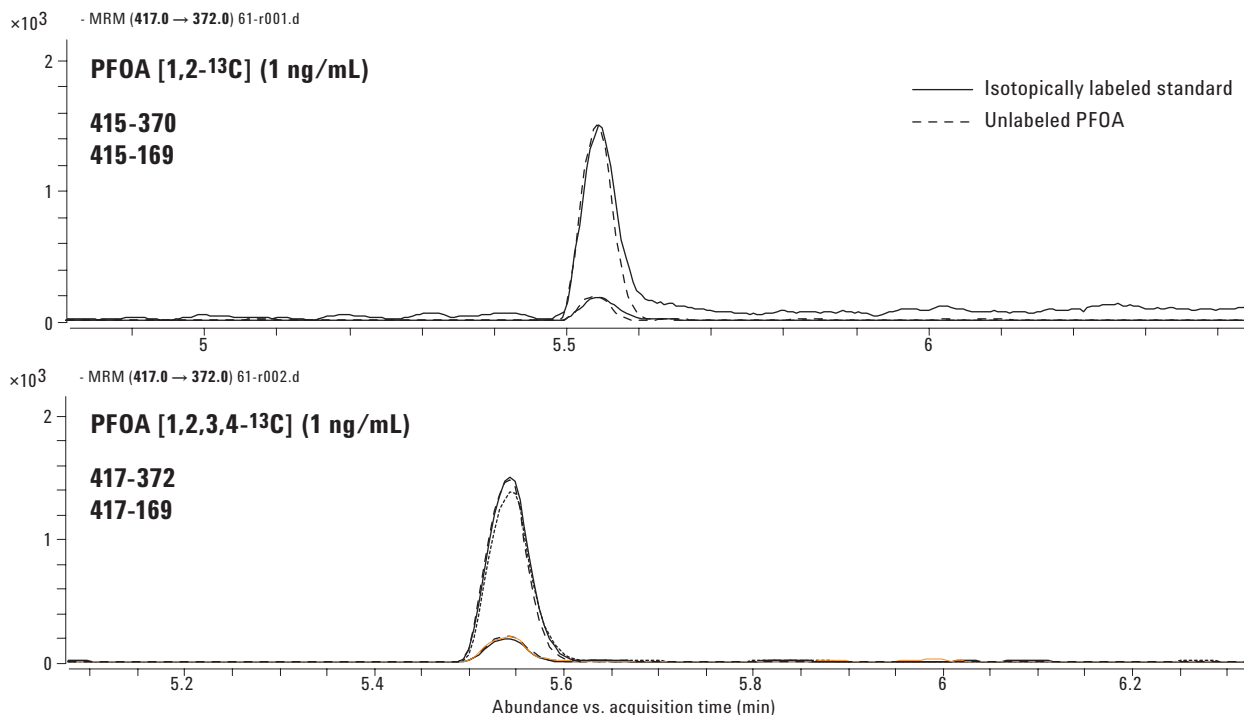 ×10³ - MRM (417.0 → 372.0) 61-r001.d
2
PFOA [1,2-¹³C] (1 ng/mL)
415-370
415-169
Isotopically labeled standard
Unlabeled PFOA
1
0
5 5.5 6
×10³ - MRM (417.0 → 372.0) 61-r002.d
2
PFOA [1,2,3,4-¹³C] (1 ng/mL)
417-372
417-169
1
0
5.2 5.4 5.6 5.8 6 6.2
Abundance vs. acquisition time (min)